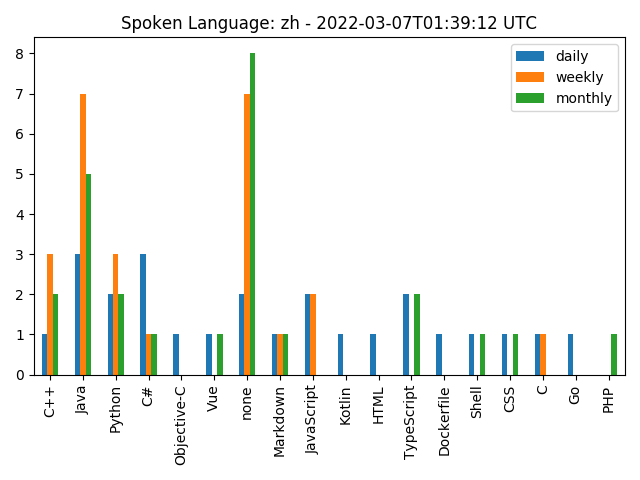 Spoken Language: zh - 2022-03-07T01:39:12 UTC
daily
weekly
monthly
8
7
6
5
4
3
2
1
0
C++
Java
Python
C#
Objective-C
Vue
none
Markdown
JavaScript
Kotlin
HTML
TypeScript
Dockerfile
Shell
CSS
C
Go
PHP